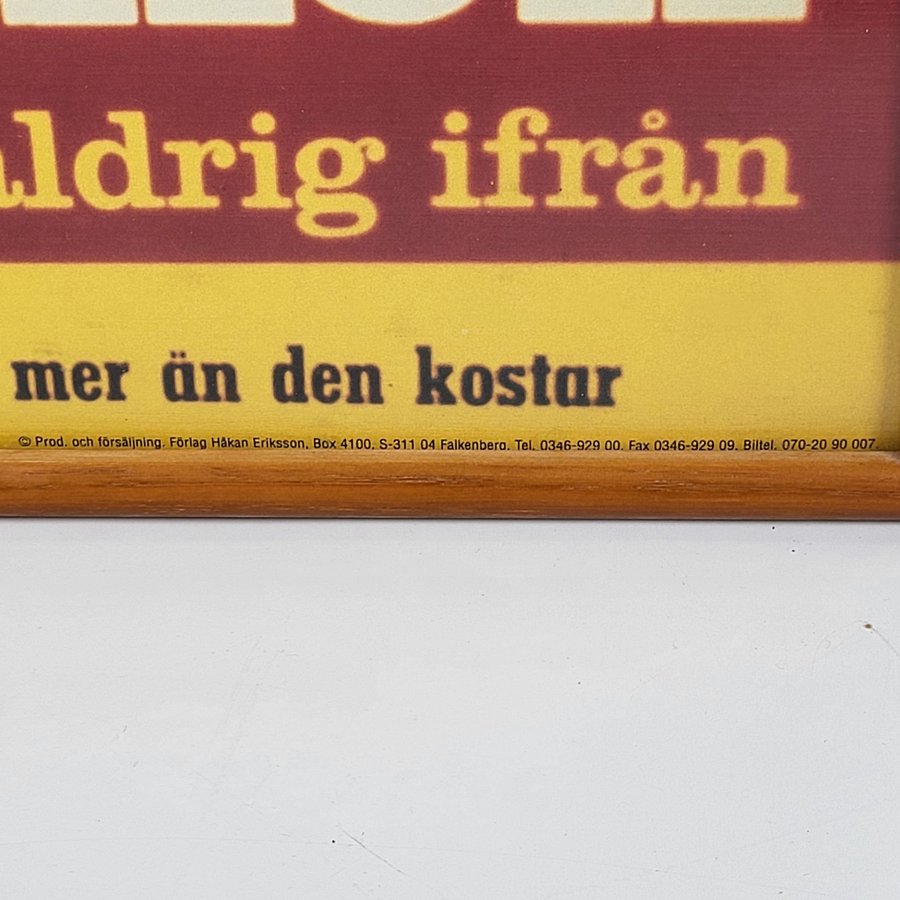 aldrig ifrån
mer än den kostar
© Prod. och försäljning. Förlag Håkan Eriksson, Box 4100, S-311 04 Falkenberg. Tel. 0346-929 00. Fax 0346-929 09. Biltel. 070-20 90 007.